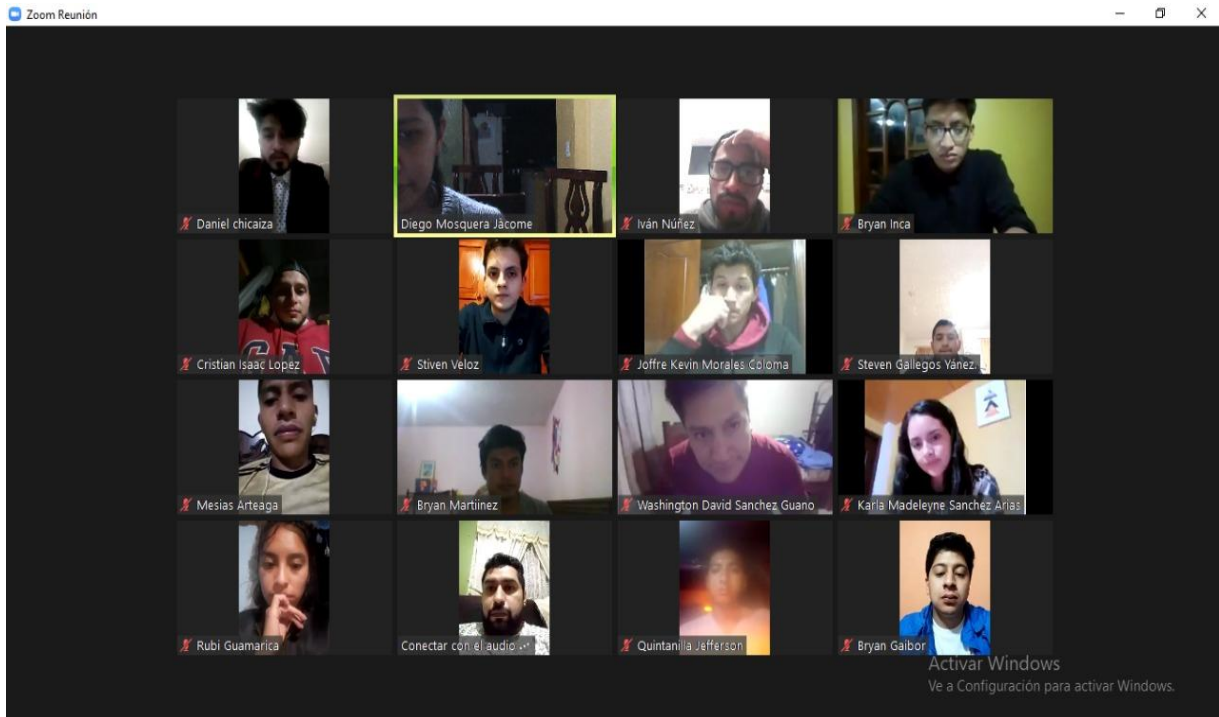 Zoom Reunión
Daniel chicaiza
Diego Mosquera Jácome
Iván Núñez
Bryan Inca
Cristian Isaac Lopez
Stiven Veloz
Joffre Kevin Morales Coloma
Steven Gallegos Yánez.
Mesias Arteaga
Bryan Martiinez
Washington David Sanchez Guano
Karla Madeleyne Sanchez Arias
Rubi Guamarica
Conectar con el audio
Quintanilla Jefferson
Bryan Gaibor
Activar Windows
Ve a Configuración para activar Windows.